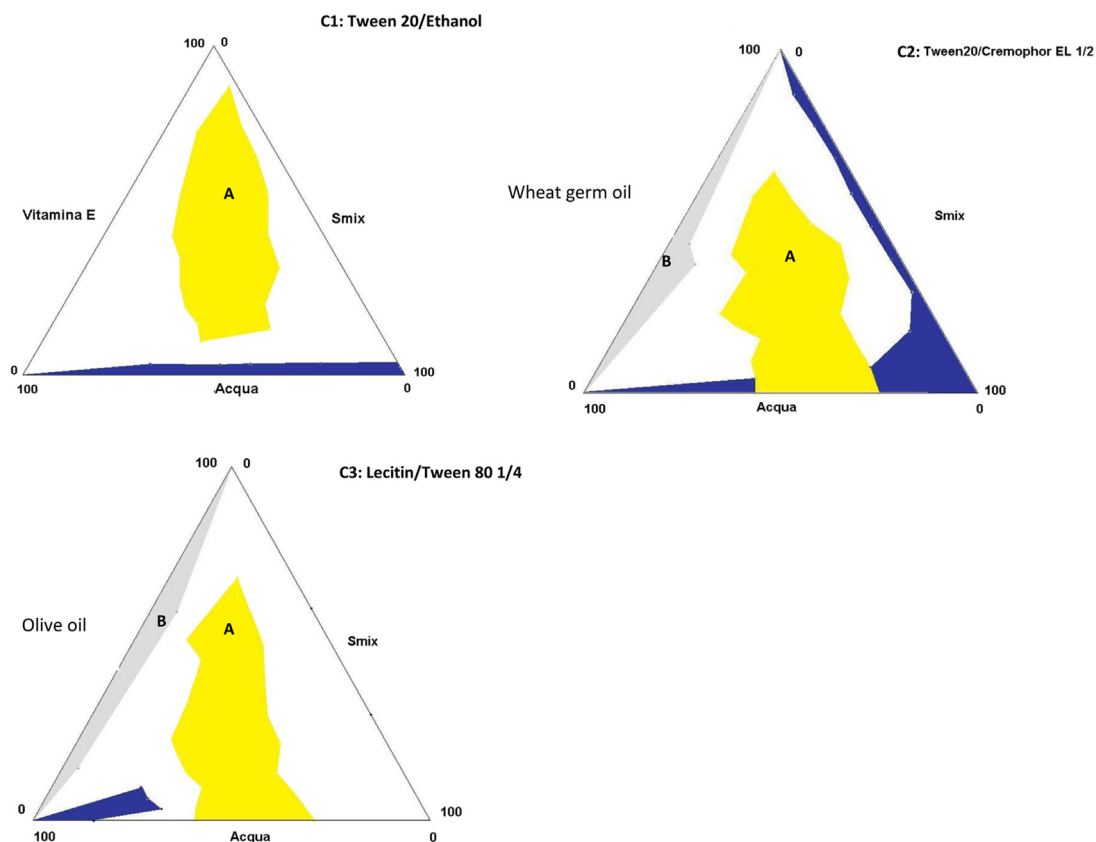 C1: Tween 20/Ethanol
100 0
A
Vitamina E
Smix
0 100
100 Acqua 0
C2: Tween20/Cremophor EL 1/2
100 0
Wheat germ oil
Smix
B A
0 100
100 Acqua 0
C3: Lecitin/Tween 80 1/4
100 0
Olive oil
B A
Smix
0 100
100 Acqua 0